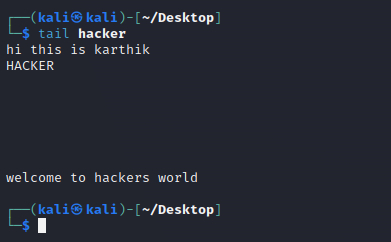 ┌──(kali㉿kali)-[~/Desktop]
└─$ tail hacker
hi this is karthik
HACKER
welcome to hackers world
┌──(kali㉿kali)-[~/Desktop]
└─$